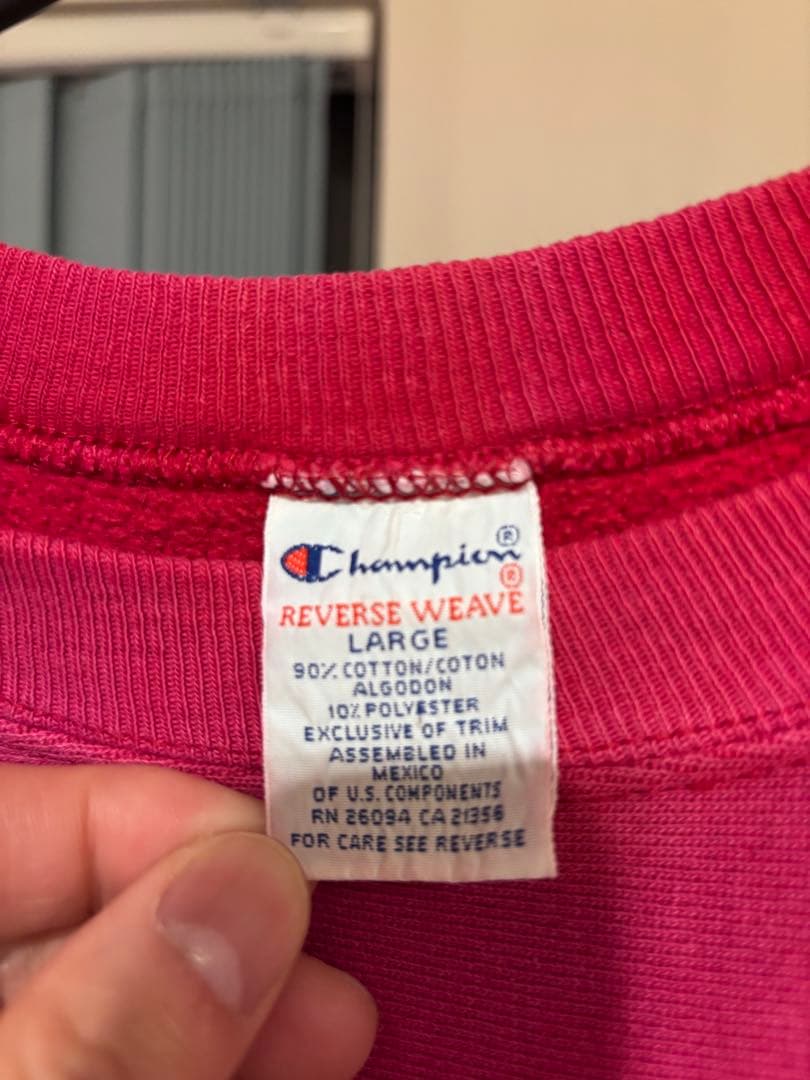 Champion®
REVERSE WEAVE®
LARGE
90% COTTON/COTON
ALGODON
10% POLYESTER
EXCLUSIVE OF TRIM
ASSEMBLED IN
MEXICO
OF U.S. COMPONENTS
RN 26094 CA 21356
FOR CARE SEE REVERSE